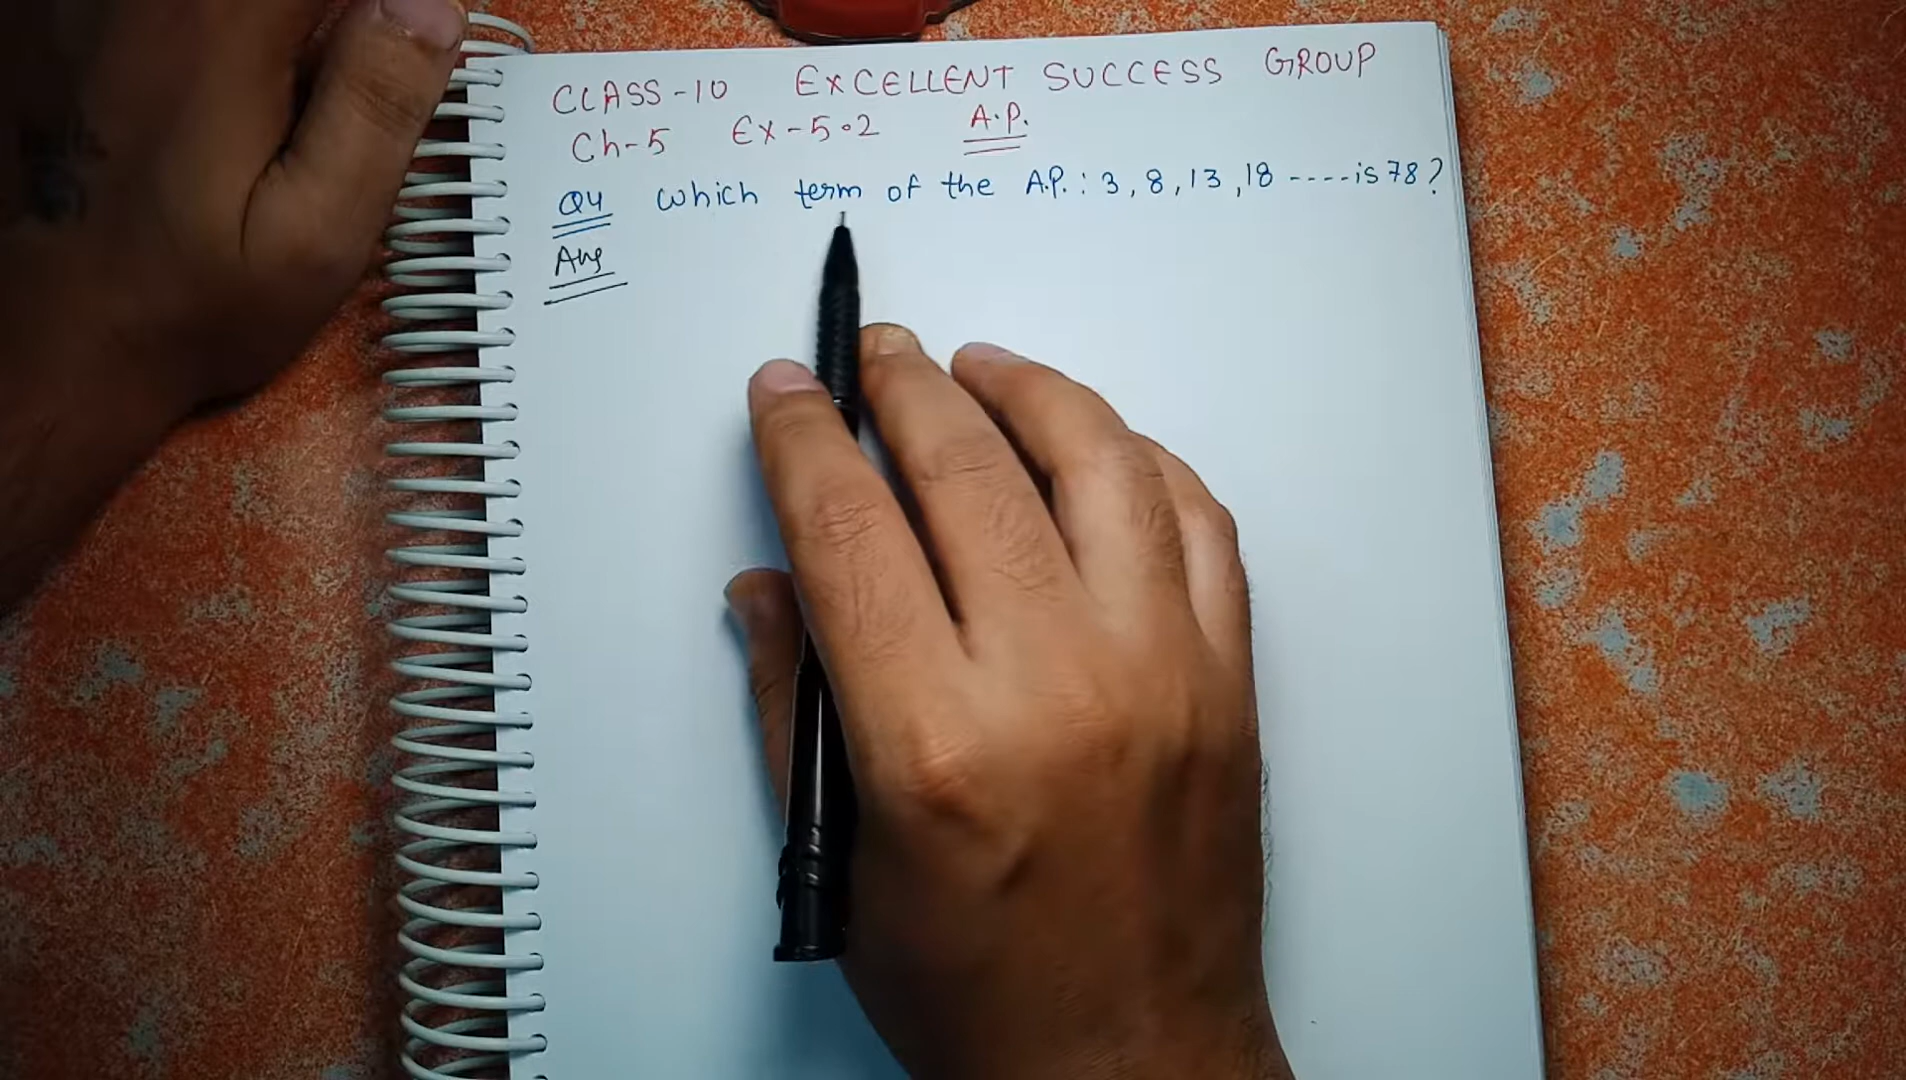 CLASS-10 EXCELLENT SUCCESS GROUP
Ch-5 Ex-5.2 A.P.
Q4 Which term of the A.P. : 3, 8, 13, 18 ---- is 78?
Ans